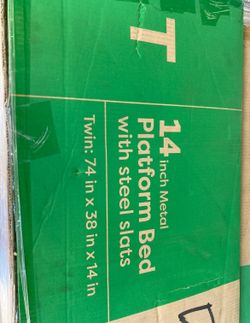 T
14 inch Metal
Platform Bed
with steel slats
Twin: 74 in x 38 in x 14 in